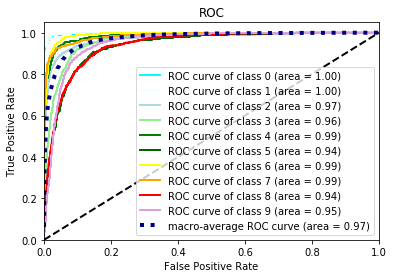 ROC
True Positive Rate
1.0
0.8
0.6
0.4
0.2
0.0
ROC curve of class 0 (area = 1.00)
ROC curve of class 1 (area = 1.00)
ROC curve of class 2 (area = 0.97)
ROC curve of class 3 (area = 0.96)
ROC curve of class 4 (area = 0.99)
ROC curve of class 5 (area = 0.94)
ROC curve of class 6 (area = 0.99)
ROC curve of class 7 (area = 0.99)
ROC curve of class 8 (area = 0.94)
ROC curve of class 9 (area = 0.95)
macro-average ROC curve (area = 0.97)
0.0 0.2 0.4 0.6 0.8 1.0
False Positive Rate